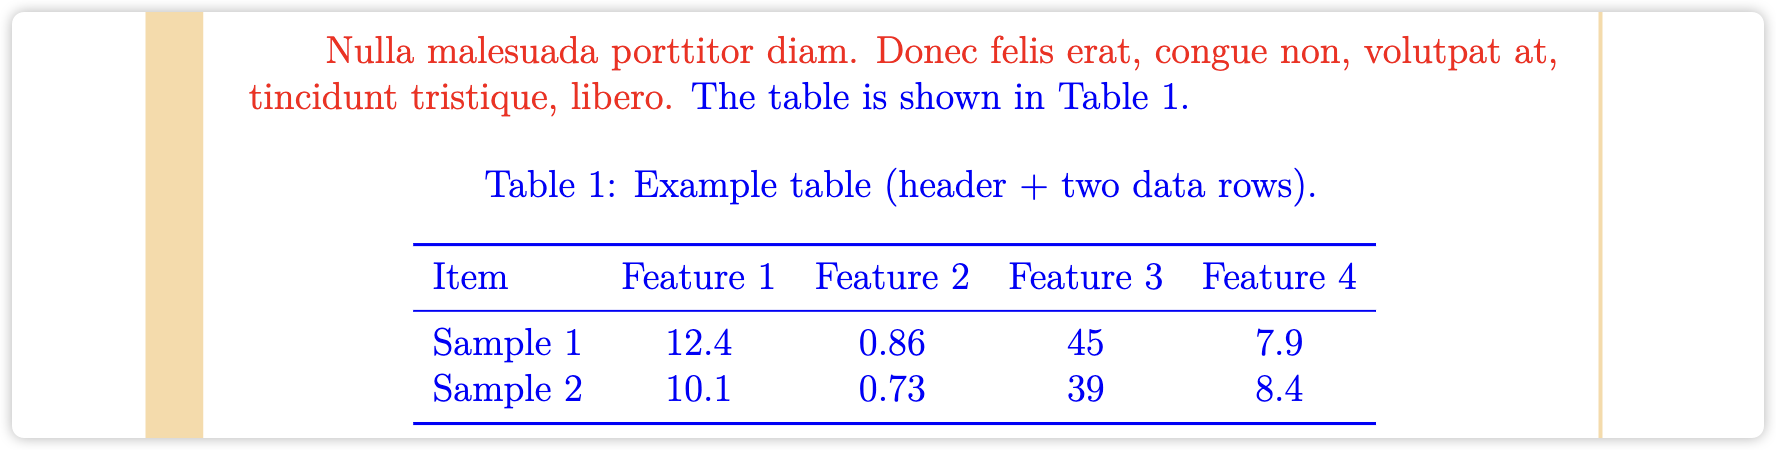 Nulla malesuada porttitor diam. Donec felis erat, congue non, volutpat at,
tincidunt tristique, libero. The table is shown in Table 1.
Table 1: Example table (header + two data rows).
Item Feature 1 Feature 2 Feature 3 Feature 4
Sample 1 12.4 0.86 45 7.9
Sample 2 10.1 0.73 39 8.4